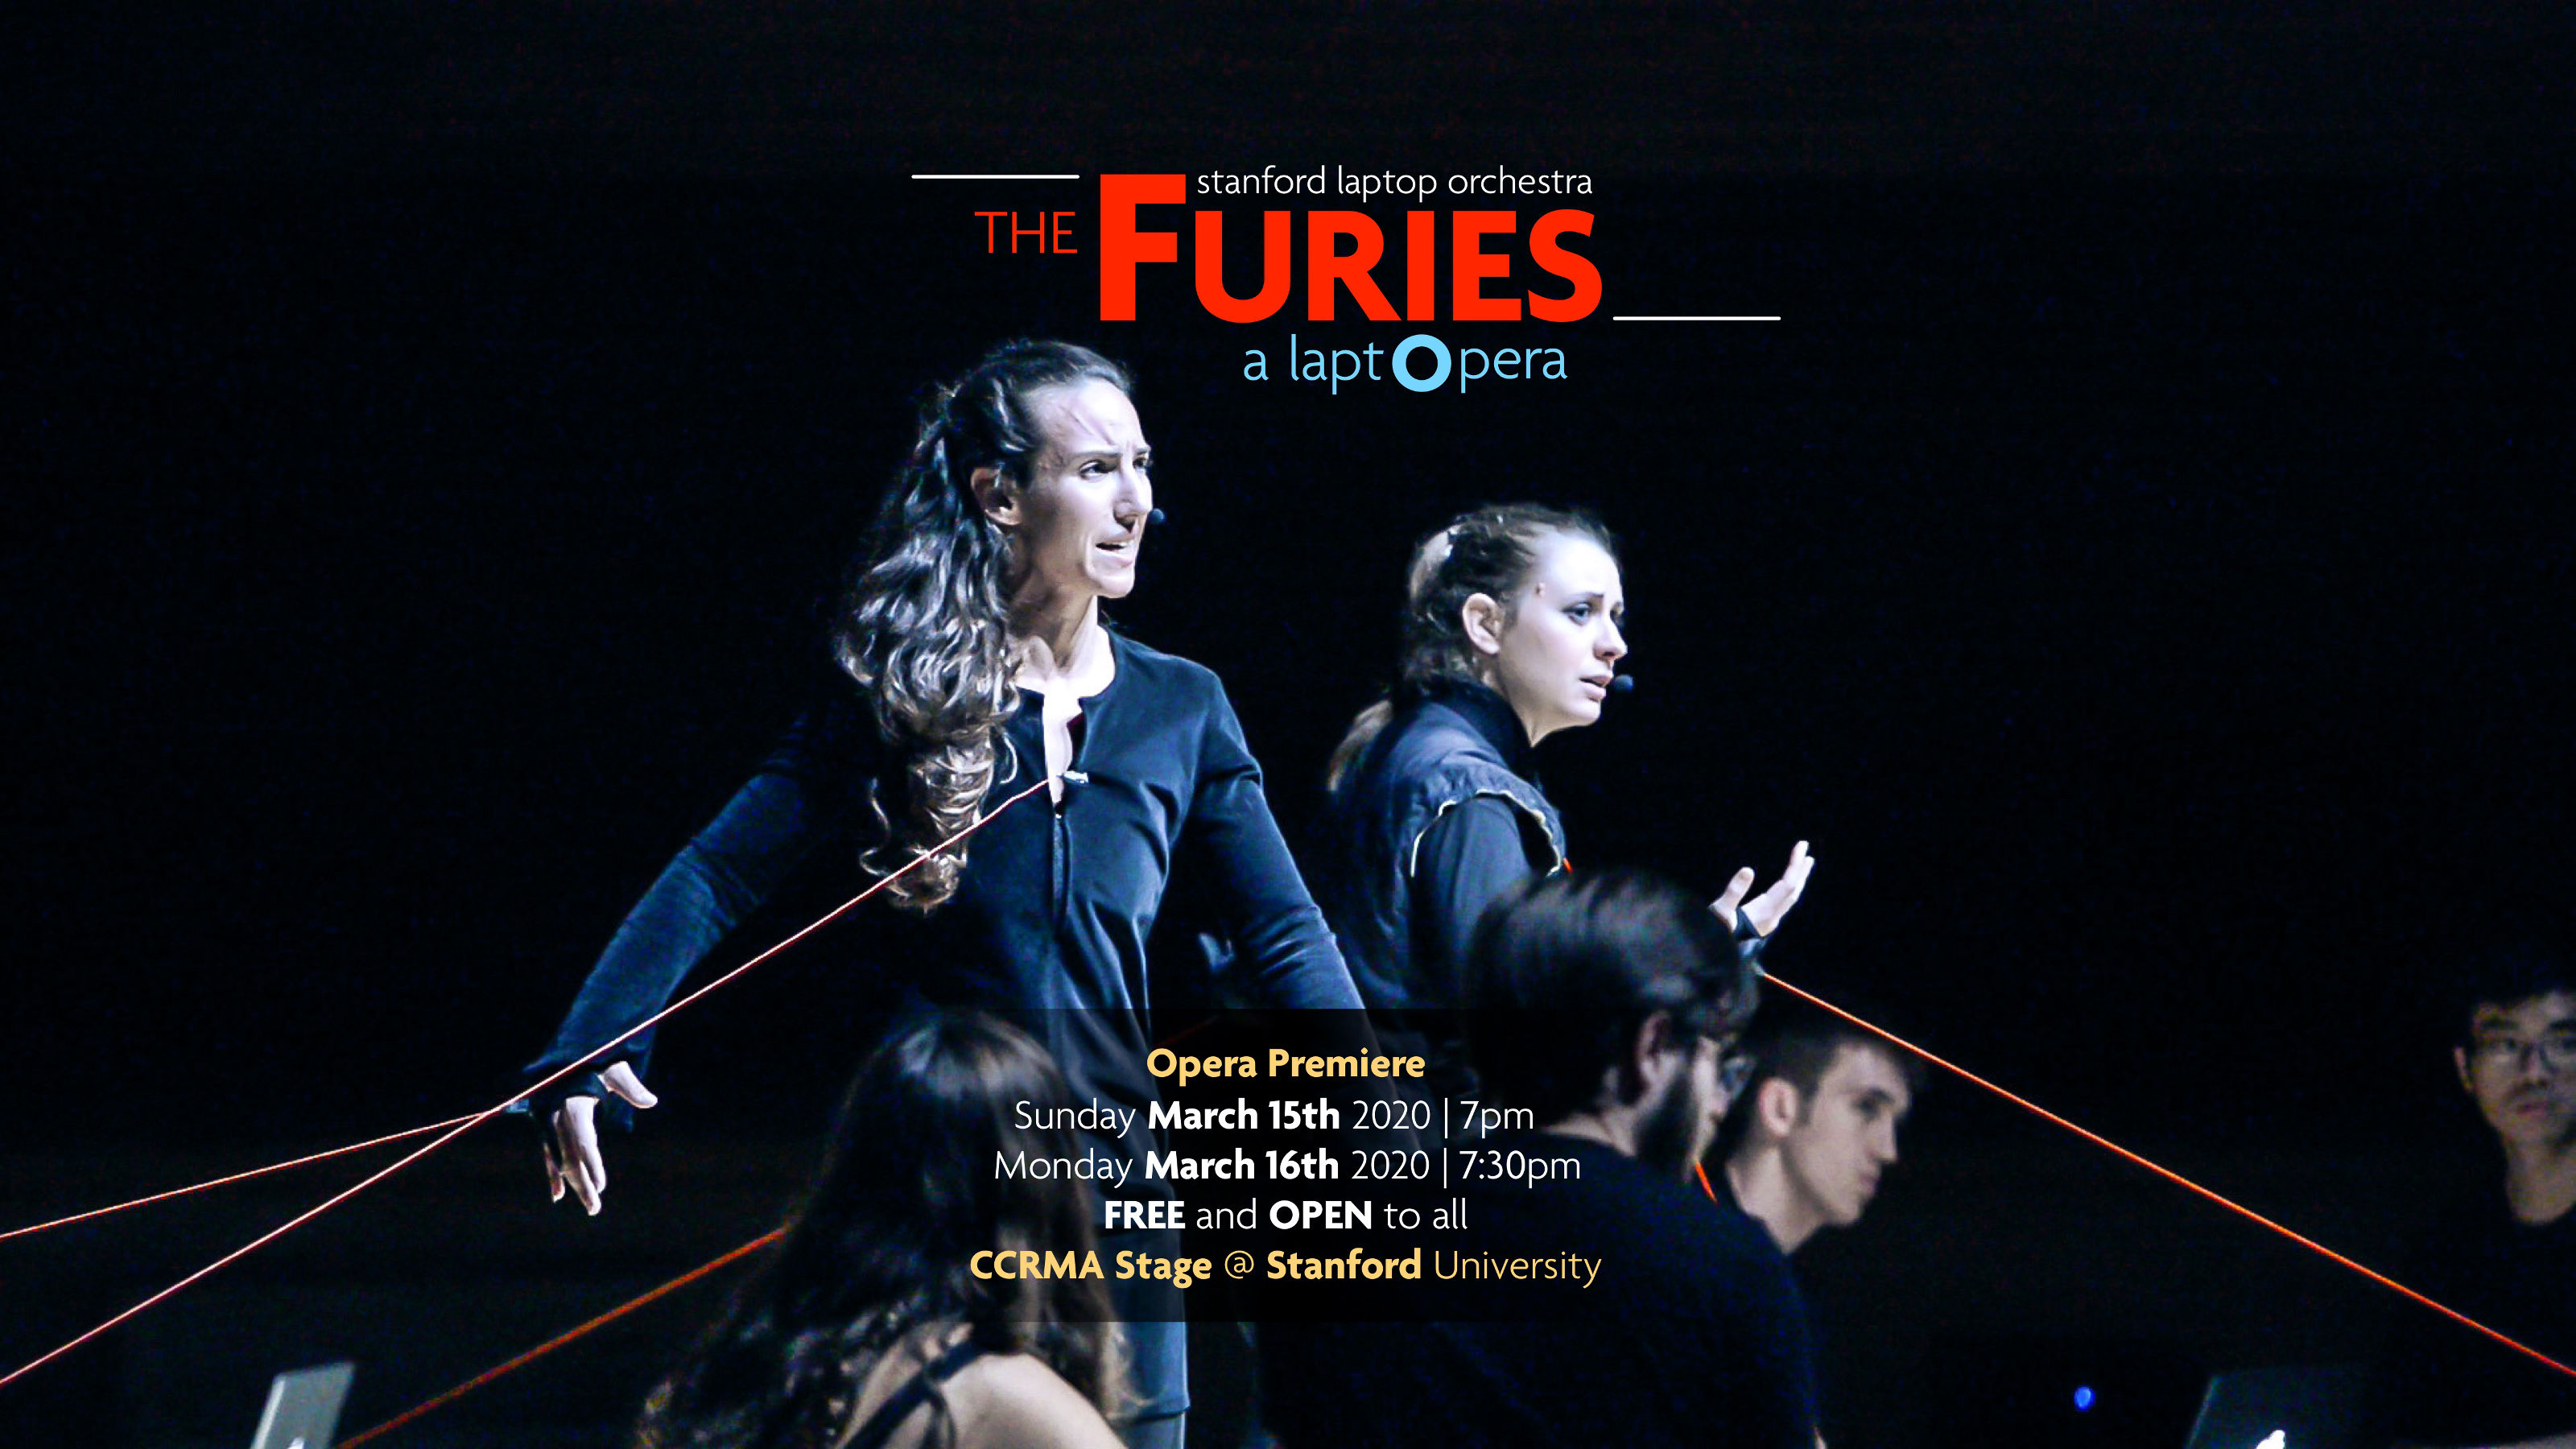 stanford laptop orchestra
THE FURIES
a laptOpera
Opera Premiere
Sunday March 15th 2020 | 7pm
Monday March 16th 2020 | 7:30pm
FREE and OPEN to all
CCRMA Stage @ Stanford University